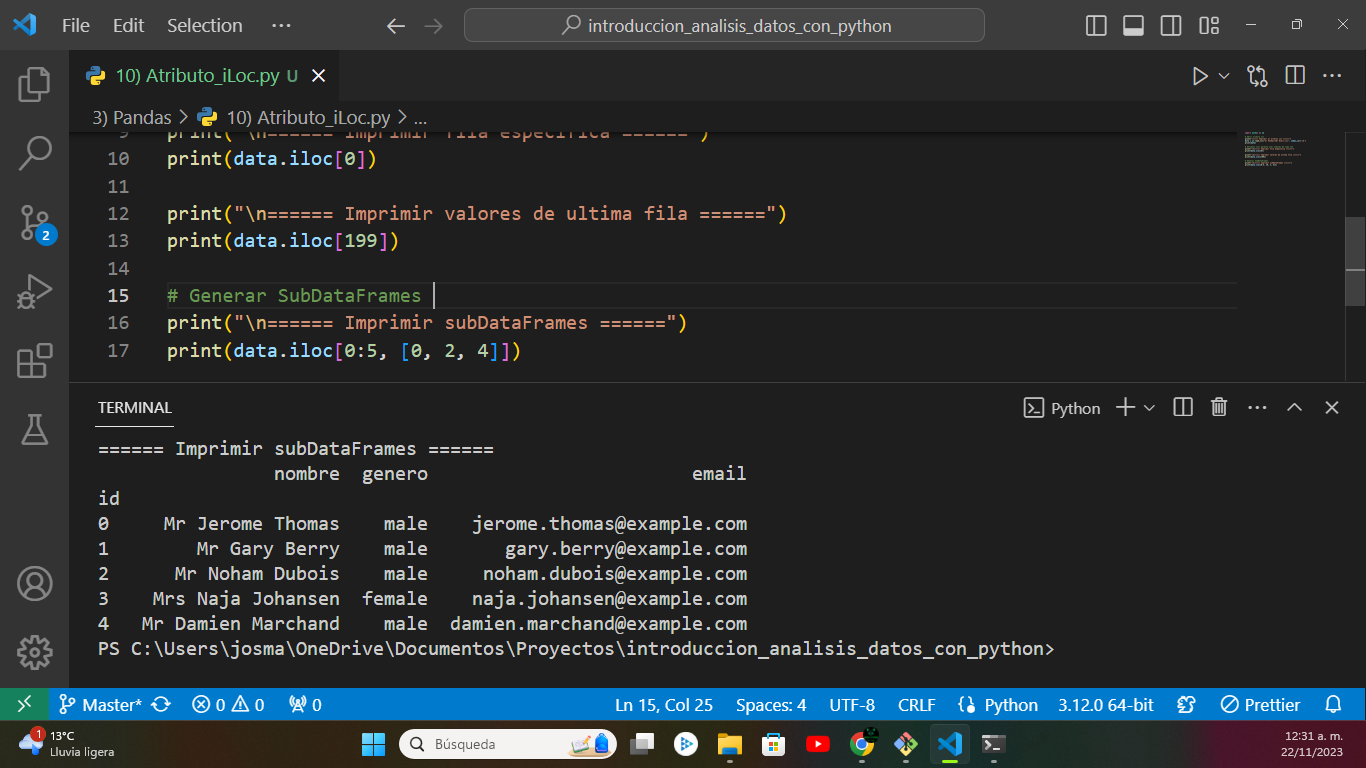 File Edit Selection ···
introduccion_analisis_datos_con_python
10) Atributo_iLoc.py U
3) Pandas > 10) Atributo_iLoc.py > ...
9 print("\n====== Imprimir fila especifica ======")
10 print(data.iloc[0])
11
12 print("\n====== Imprimir valores de ultima fila ======")
13 print(data.iloc[199])
14
15 # Generar SubDataFrames
16 print("\n====== Imprimir subDataFrames ======")
17 print(data.iloc[0:5, [0, 2, 4]])
TERMINAL
Python
====== Imprimir subDataFrames ======
nombre genero email
id
0 Mr Jerome Thomas male jerome.thomas@example.com
1 Mr Gary Berry male gary.berry@example.com
2 Mr Noham Dubois male noham.dubois@example.com
3 Mrs Naja Johansen female naja.johansen@example.com
4 Mr Damien Marchand male damien.marchand@example.com
PS C:\Users\josma\OneDrive\Documentos\Proyectos\introduccion_analisis_datos_con_python>
2
Master* 0 0 0 Ln 15, Col 25 Spaces: 4 UTF-8 CRLF Python 3.12.0 64-bit Prettier
1
13°C
Lluvia ligera
Búsqueda
12:31 a. m.
22/11/2023